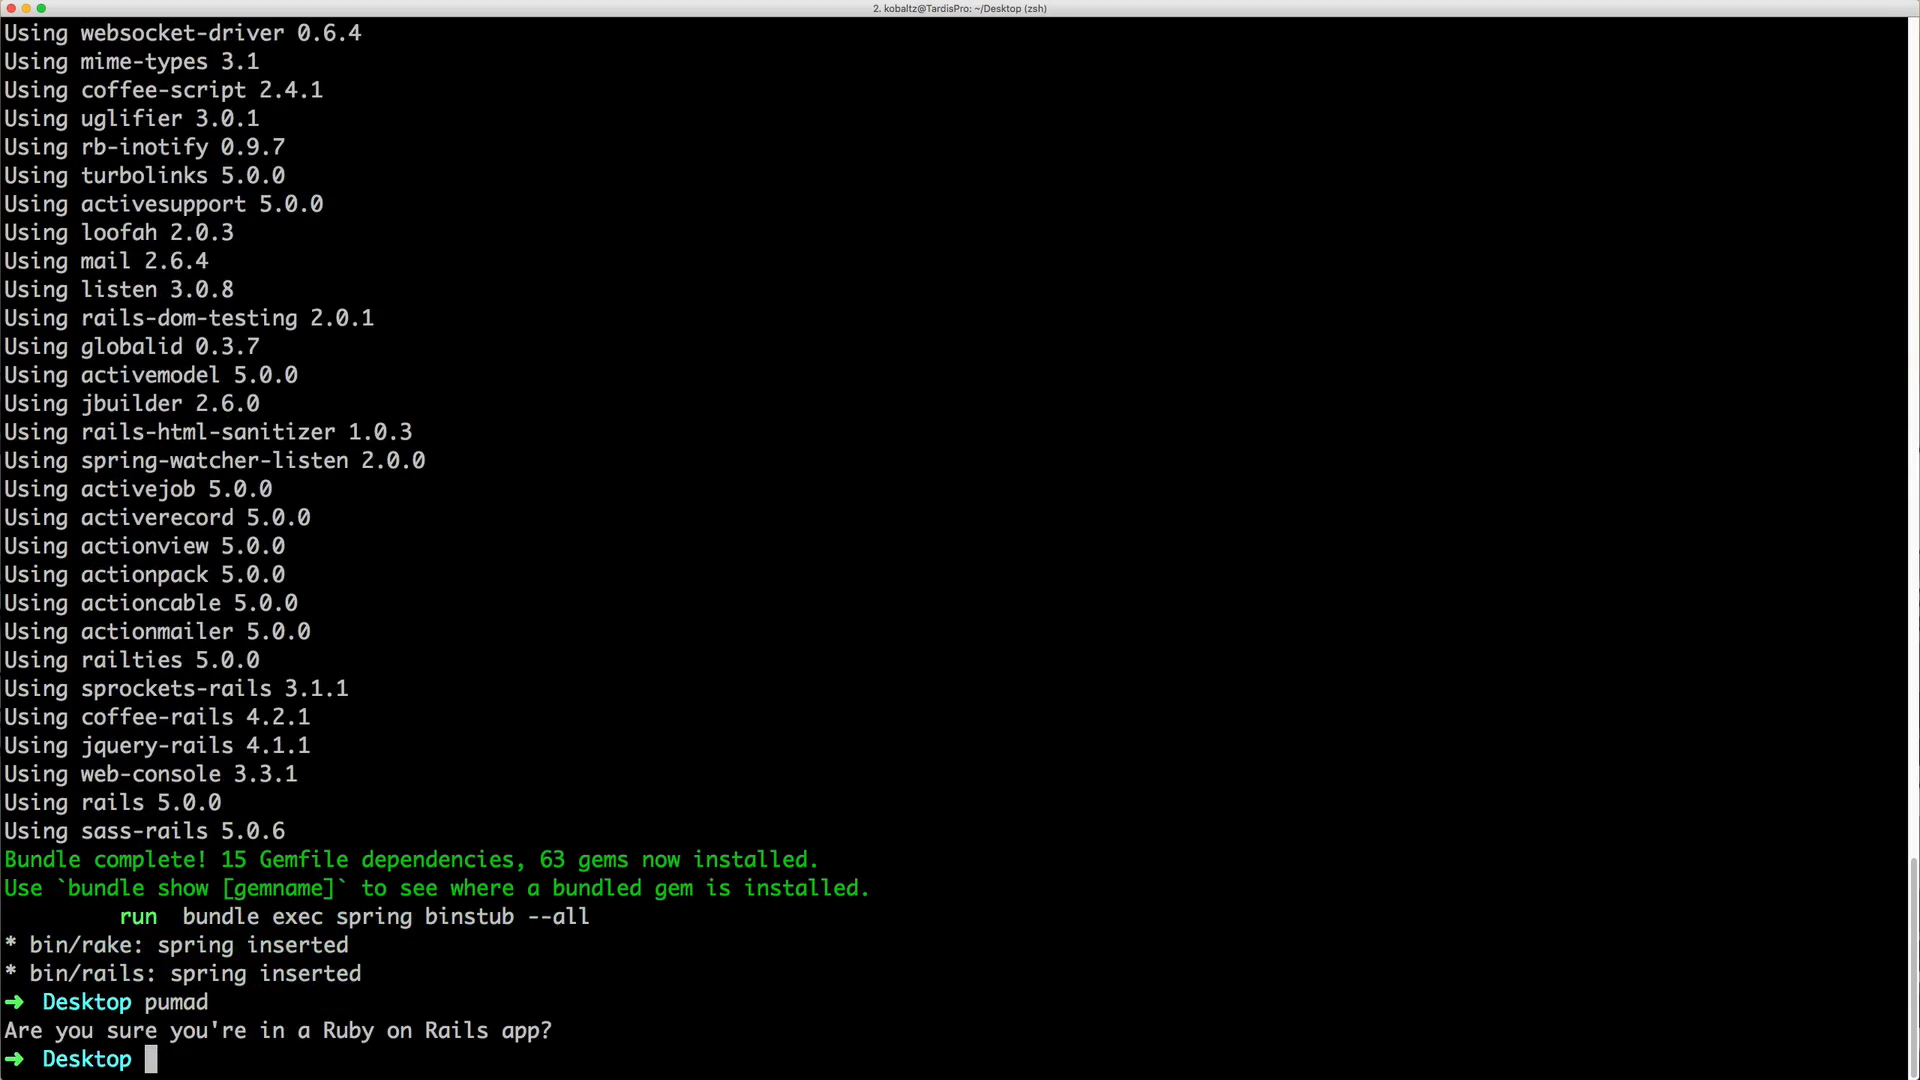 2. kobaltz@TardisPro: ~/Desktop (zsh)
Using websocket-driver 0.6.4
Using mime-types 3.1
Using coffee-script 2.4.1
Using uglifier 3.0.1
Using rb-inotify 0.9.7
Using turbolinks 5.0.0
Using activesupport 5.0.0
Using loofah 2.0.3
Using mail 2.6.4
Using listen 3.0.8
Using rails-dom-testing 2.0.1
Using globalid 0.3.7
Using activemodel 5.0.0
Using jbuilder 2.6.0
Using rails-html-sanitizer 1.0.3
Using spring-watcher-listen 2.0.0
Using activejob 5.0.0
Using activerecord 5.0.0
Using actionview 5.0.0
Using actionpack 5.0.0
Using actioncable 5.0.0
Using actionmailer 5.0.0
Using railties 5.0.0
Using sprockets-rails 3.1.1
Using coffee-rails 4.2.1
Using jquery-rails 4.1.1
Using web-console 3.3.1
Using rails 5.0.0
Using sass-rails 5.0.6
Bundle complete! 15 Gemfile dependencies, 63 gems now installed.
Use `bundle show [gemname]` to see where a bundled gem is installed.
run  bundle exec spring binstub --all
* bin/rake: spring inserted
* bin/rails: spring inserted
➜  Desktop pumad
Are you sure you're in a Ruby on Rails app?
➜  Desktop